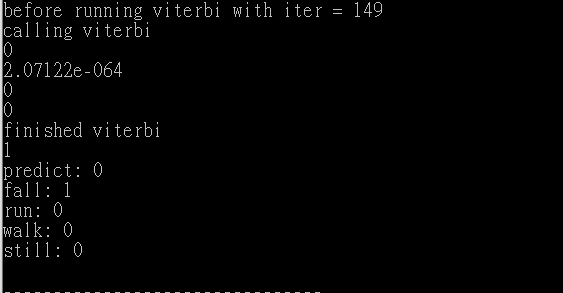 before running viterbi with iter = 149
calling viterbi
0
2.07122e-064
0
0
finished viterbi
1
predict: 0
fall: 1
run: 0
walk: 0
still: 0
--------------------------------